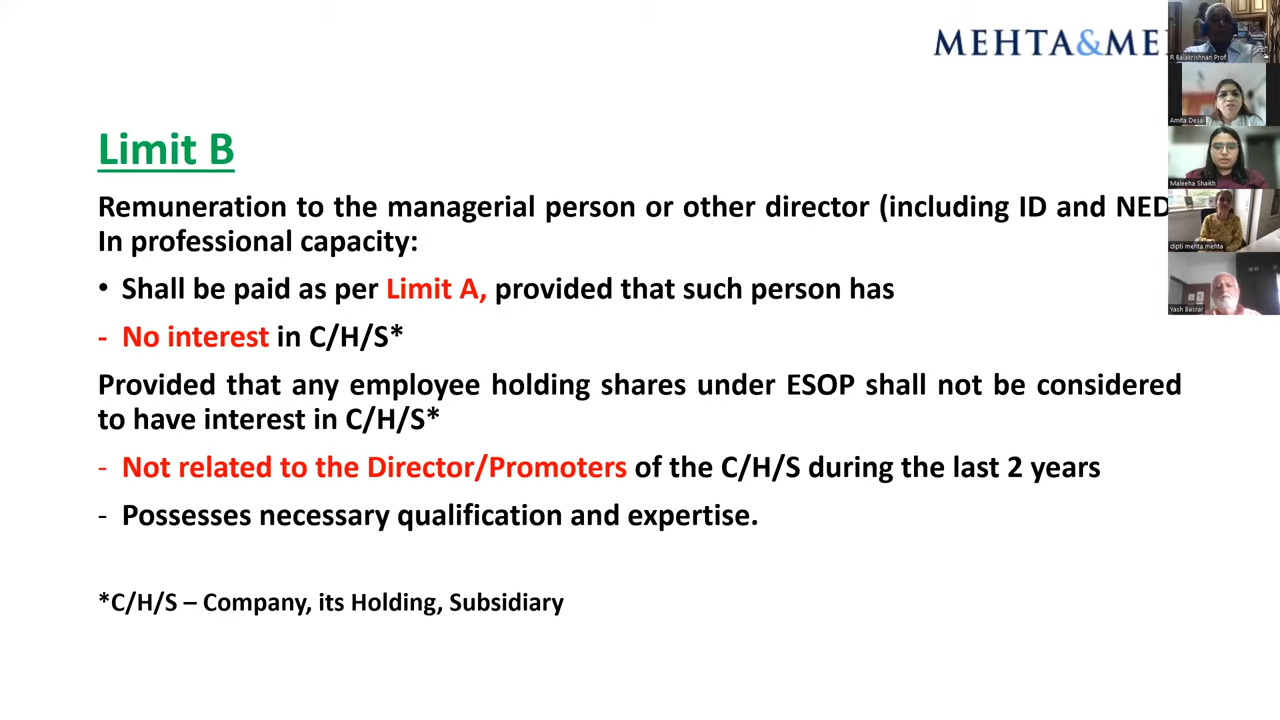 MEHTA&ME
R Balakrishnan Prof
Amita Desai
Maleeha Shaikh
dipti mehta mehta
Yash Basrar
Limit B
Remuneration to the managerial person or other director (including ID and NED
In professional capacity:
• Shall be paid as per Limit A, provided that such person has
- No interest in C/H/S*
Provided that any employee holding shares under ESOP shall not be considered
to have interest in C/H/S*
- Not related to the Director/Promoters of the C/H/S during the last 2 years
- Possesses necessary qualification and expertise.
*C/H/S – Company, its Holding, Subsidiary